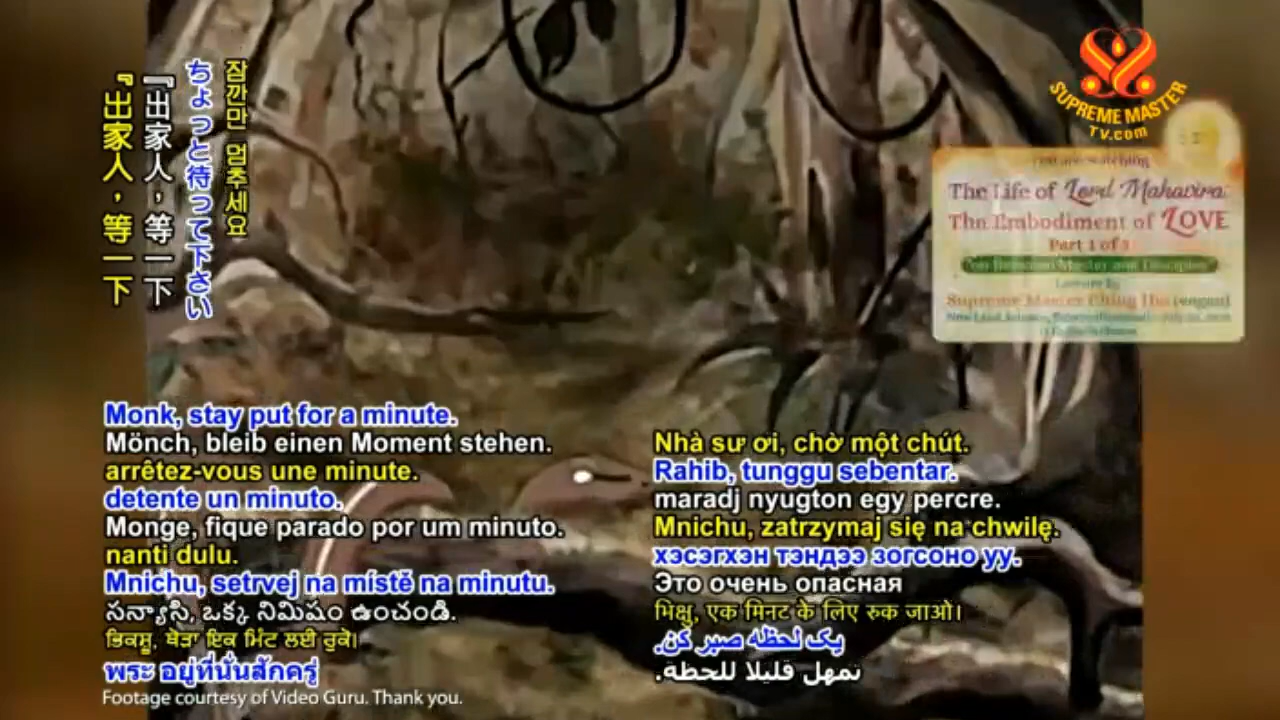 잠깐만 멈추세요
ちょっと待って下さい
『出家人，等一下
『出家人，等一下
SUPREME MASTER
TV.com
watching
The Life of Lord Mahavira:
The Embodiment of LOVE
Part 1 of
Lecture by
Supreme Master Ching Hai (vegan)
Monk, stay put for a minute.
Mönch, bleib einen Moment stehen.
arrêtez-vous une minute.
detente un minuto.
Monge, fique parado por um minuto.
nanti dulu.
Mnichu, setrvej na místě na minutu.
సన్యాసి, ఒక్క నిమిషం ఉంచండి.
ਭਿਕਸ਼ੂ, ਥੋੜਾ ਇਕ ਮਿੰਟ ਲਈ ਰੁਕੋ।
พระ อยู่ที่นั่นสักครู่
Nhà sư ơi, chờ một chút.
Rahib, tunggu sebentar.
maradj nyugton egy percre.
Mnichu, zatrzymaj się na chwilę.
хэсэгхэн тэндээ зогсоно уу.
Это очень опасная
भिक्षु, एक मिनट के लिए रुक जाओ।
یک لحظه صبر کن.
تمهل قليلا للحظة.
Footage courtesy of Video Guru. Thank you.